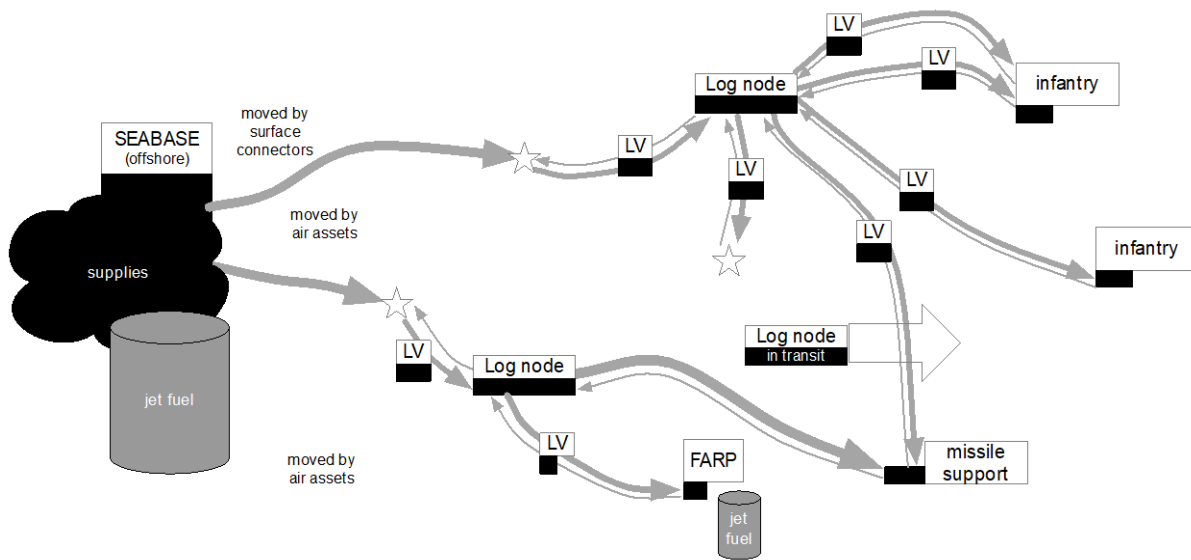 SEABASE
(offshore)
supplies
jet fuel
moved by
surface
connectors
moved by
air assets
moved by
air assets
LV
Log node
LV
LV
LV
infantry
LV
infantry
LV
LV
Log node
in transit
LV
Log node
LV
FARP
jet
fuel
missile
support